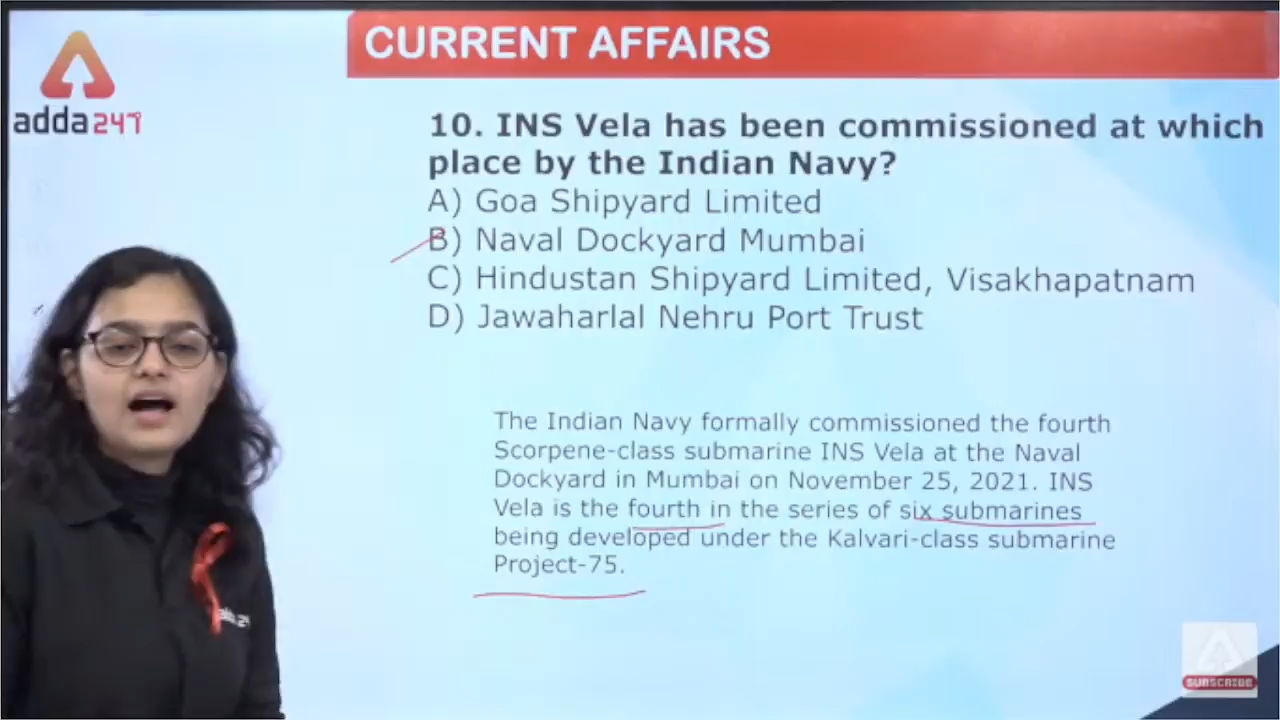 CURRENT AFFAIRS
adda247
10. INS Vela has been commissioned at which
place by the Indian Navy?
A) Goa Shipyard Limited
B) Naval Dockyard Mumbai
C) Hindustan Shipyard Limited, Visakhapatnam
D) Jawaharlal Nehru Port Trust
The Indian Navy formally commissioned the fourth
Scorpene-class submarine INS Vela at the Naval
Dockyard in Mumbai on November 25, 2021. INS
Vela is the fourth in the series of six submarines
being developed under the Kalvari-class submarine
Project-75.
SUBSCRIBE